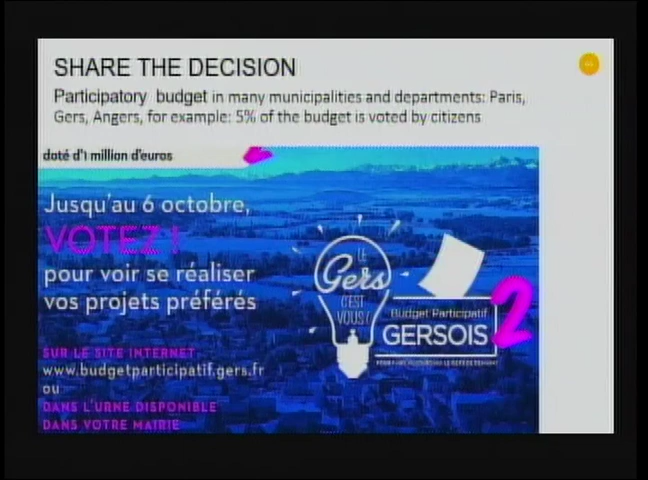 SHARE THE DECISION
Participatory budget in many municipalities and departments: Paris,
Gers, Angers, for example: 5% of the budget is voted by citizens
doté d'1 million d'euros
Jusqu'au 6 octobre,
VOTEZ !
pour voir se réaliser
vos projets préférés
SUR LE SITE INTERNET
www.budgetparticipatif.gers.fr
ou
DANS L'URNE DISPONIBLE
DANS VOTRE MAIRIE
LE
Gers
C'EST
VOUS !
Budget Participatif
GERSOIS
2